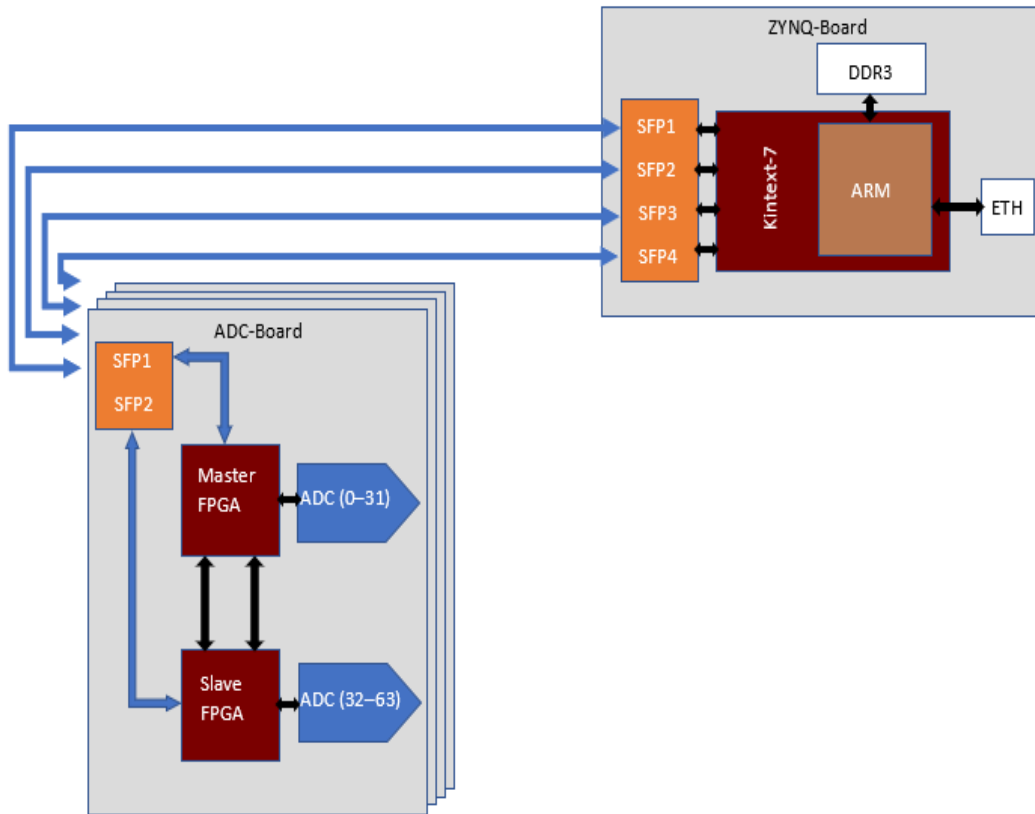 ZYNQ-Board
DDR3
SFP1
SFP2
SFP3
SFP4
Kintext-7
ARM
ETH
ADC-Board
SFP1
SFP2
Master
FPGA
ADC (0–31)
Slave
FPGA
ADC (32–63)